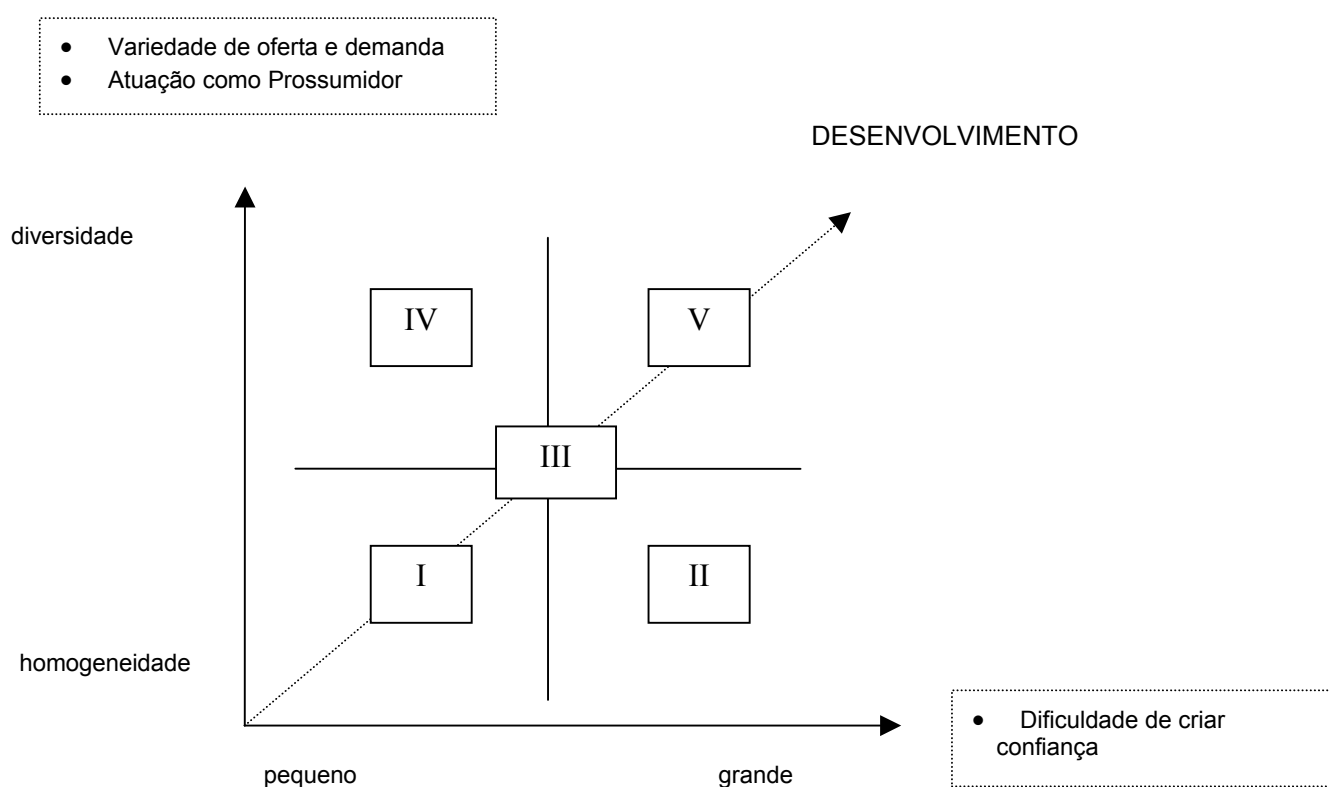 • Variedade de oferta e demanda
• Atuação como Prossumidor
DESENVOLVIMENTO
diversidade
IV
V
III
I
II
homogeneidade
• Dificuldade de criar
confiança
pequeno
grande